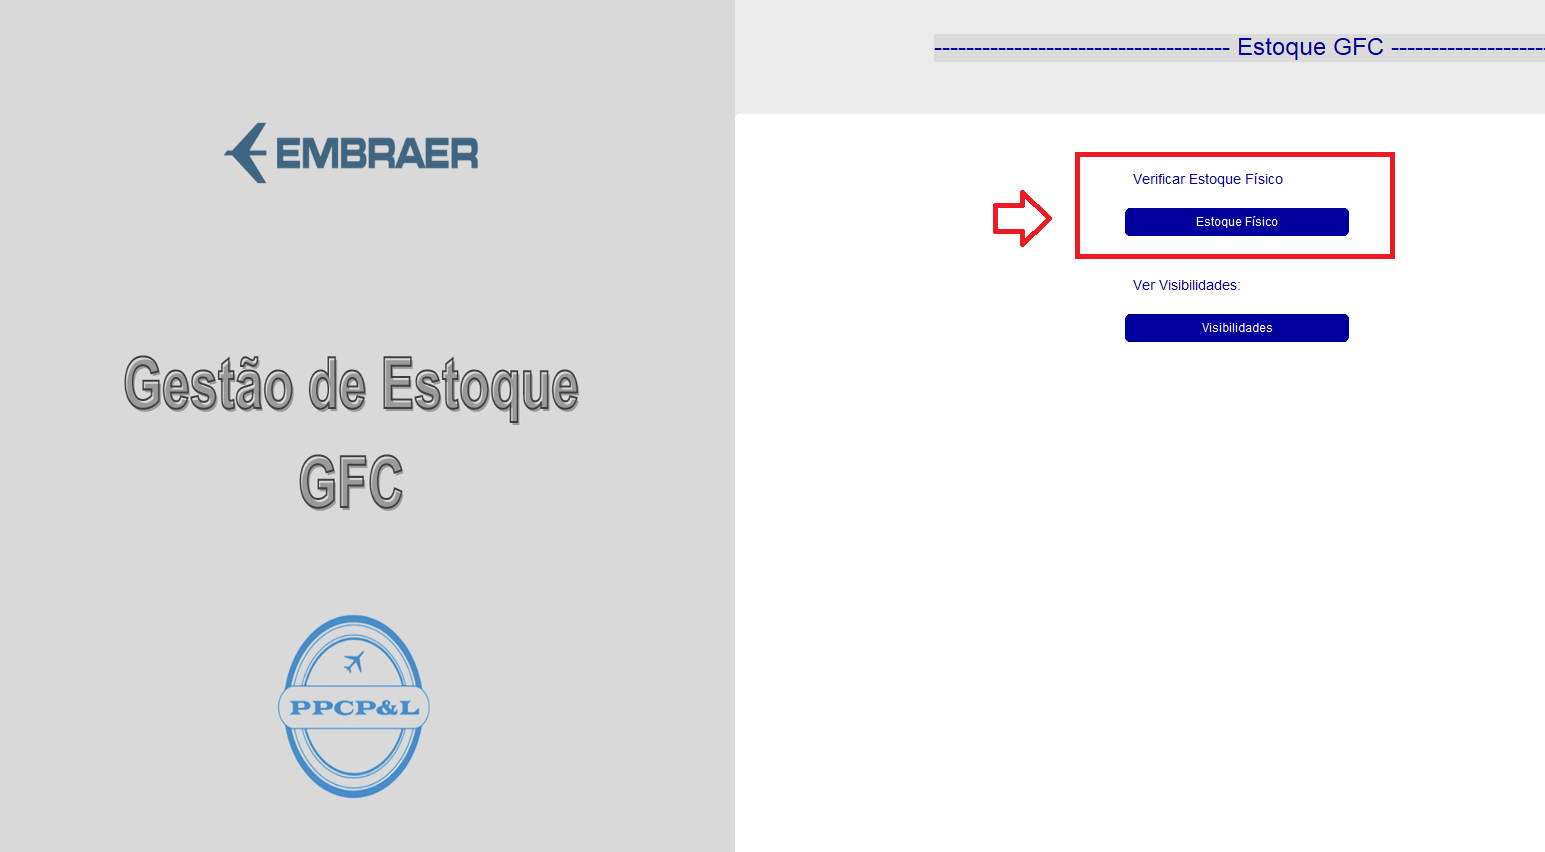 EMBRAER
Gestão de Estoque
GFC
PPCP&L
------------------------------------- Estoque GFC -------------------
Verificar Estoque Físico
Estoque Físico
Ver Visibilidades:
Visibilidades